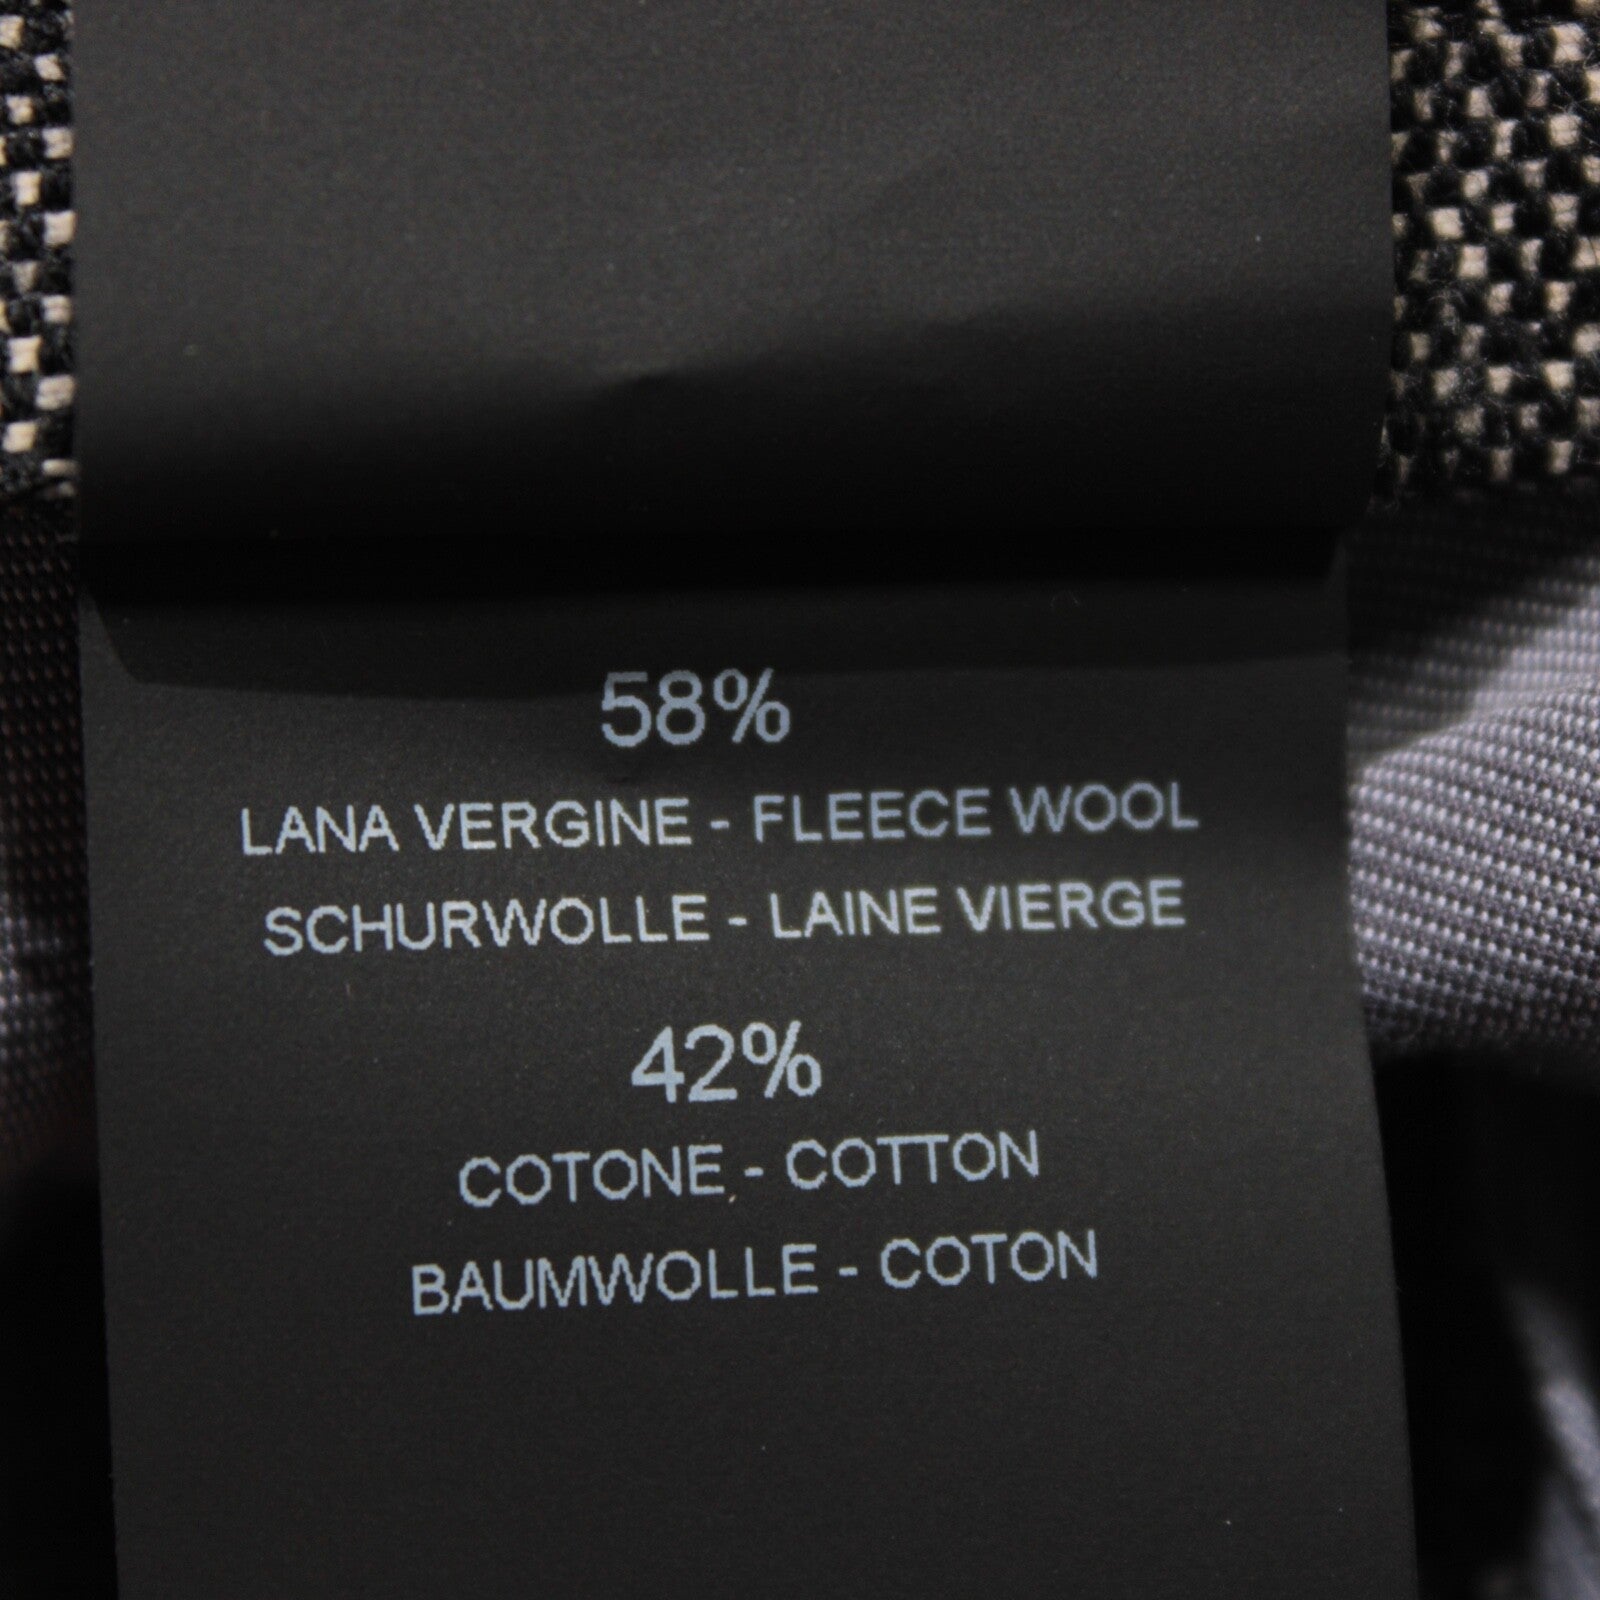 58%
LANA VERGINE - FLEECE WOOL
SCHURWOLLE - LAINE VIERGE
42%
COTONE - COTTON
BAUMWOLLE - COTON